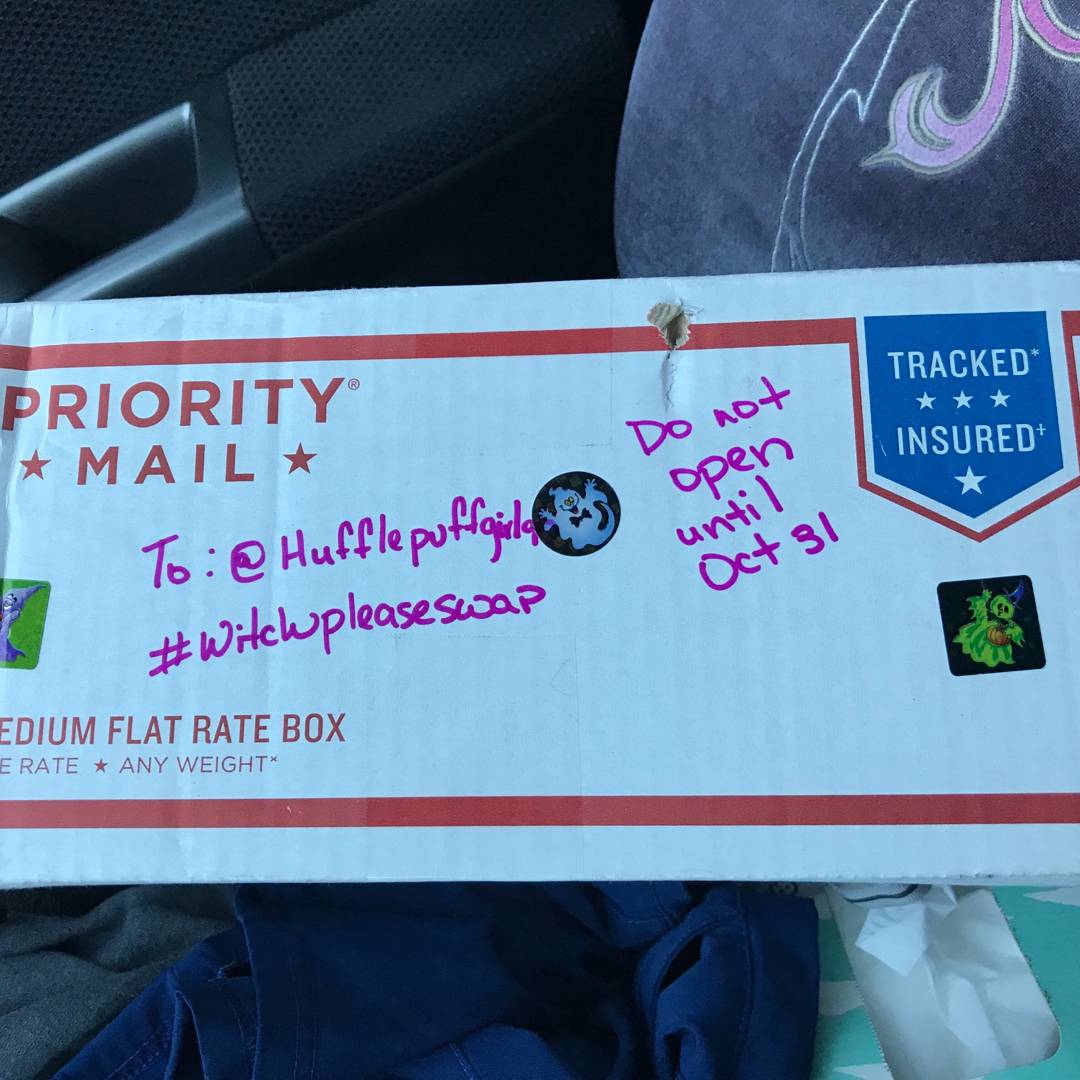 PRIORITY®
★ MAIL ★
TRACKED*
★ ★ ★
INSURED†
★
Do not
open
until
Oct 31
To: @Hufflepuffgirl
#Witchpleaseswap
EDIUM FLAT RATE BOX
E RATE ★ ANY WEIGHT*